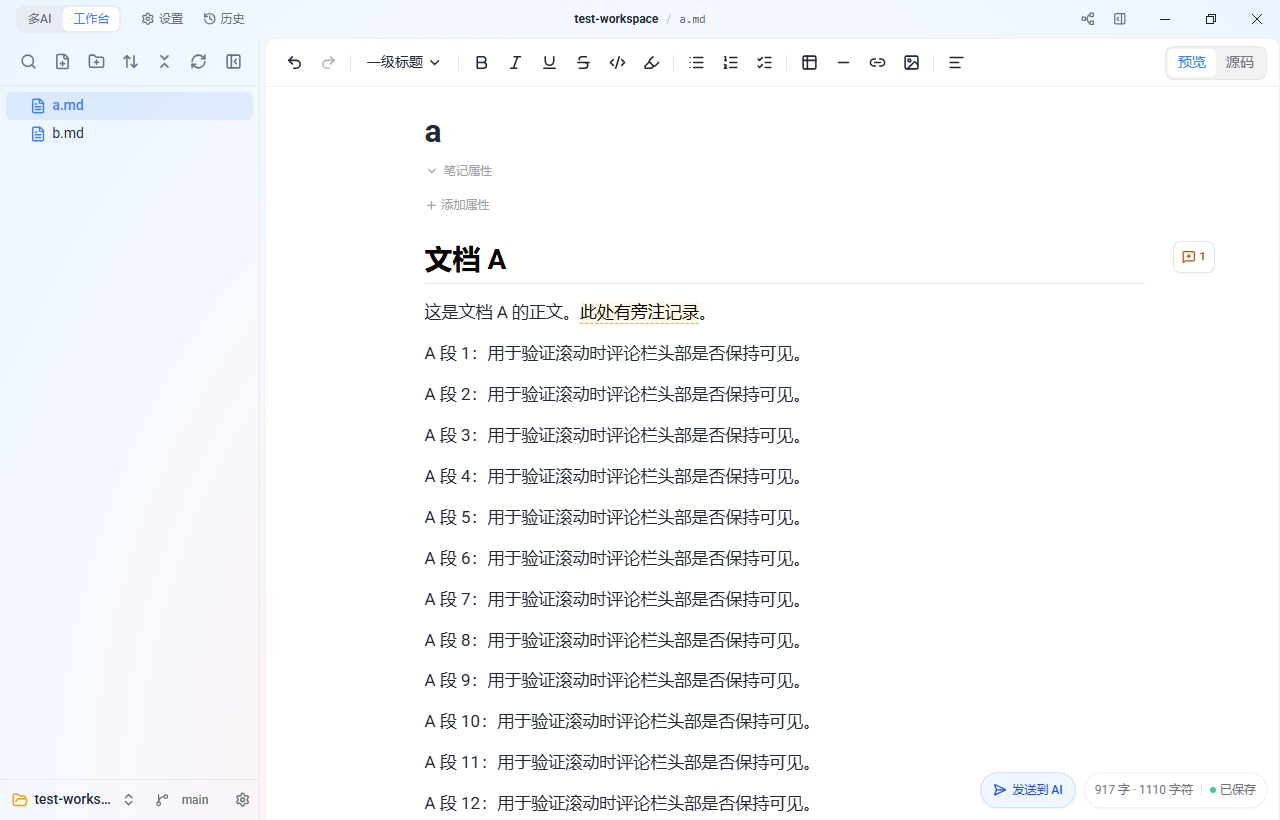 多AI 工作台 设置 历史 test-workspace / a.md
一级标题 预览 源码
a.md
b.md
a
笔记属性
添加属性
文档 A
1
这是文档 A 的正文。此处有旁注记录。
A 段 1：用于验证滚动时评论栏头部是否保持可见。
A 段 2：用于验证滚动时评论栏头部是否保持可见。
A 段 3：用于验证滚动时评论栏头部是否保持可见。
A 段 4：用于验证滚动时评论栏头部是否保持可见。
A 段 5：用于验证滚动时评论栏头部是否保持可见。
A 段 6：用于验证滚动时评论栏头部是否保持可见。
A 段 7：用于验证滚动时评论栏头部是否保持可见。
A 段 8：用于验证滚动时评论栏头部是否保持可见。
A 段 9：用于验证滚动时评论栏头部是否保持可见。
A 段 10：用于验证滚动时评论栏头部是否保持可见。
A 段 11：用于验证滚动时评论栏头部是否保持可见。
A 段 12：用于验证滚动时评论栏头部是否保持可见。
发送到 AI 917 字 · 1110 字符 已保存
test-works... main